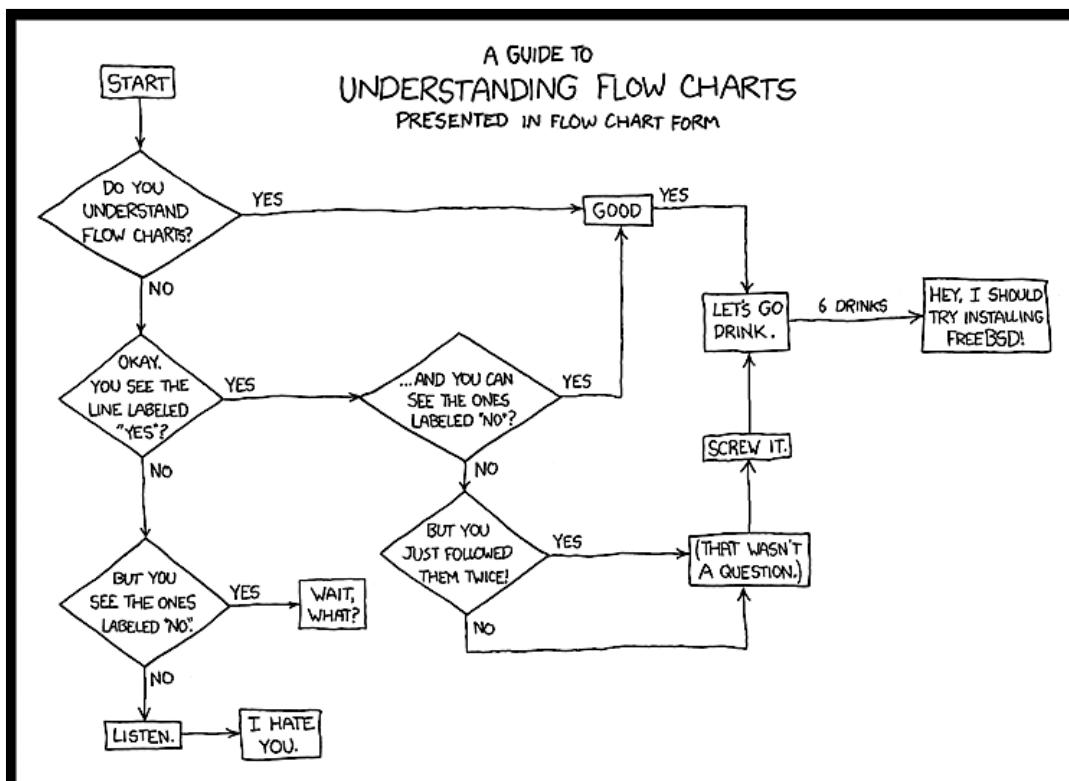 A GUIDE TO
UNDERSTANDING FLOW CHARTS
PRESENTED IN FLOW CHART FORM
START
DO YOU
UNDERSTAND
FLOW CHARTS?
YES
GOOD
YES
NO
LET'S GO
DRINK.
6 DRINKS
HEY, I SHOULD
TRY INSTALLING
FREEBSD!
OKAY.
YOU SEE THE
LINE LABELED
"YES"?
YES
...AND YOU CAN
SEE THE ONES
LABELED "NO"?
YES
NO
NO
SCREW IT.
BUT YOU
JUST FOLLOWED
THEM TWICE!
YES
(THAT WASN'T
A QUESTION.)
NO
BUT YOU
SEE THE ONES
LABELED "NO".
YES
WAIT,
WHAT?
NO
LISTEN.
I HATE
YOU.